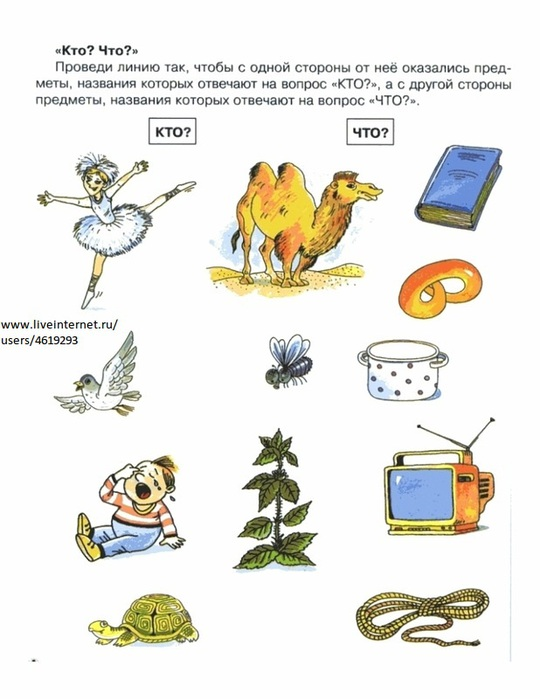 «Кто? Что?»
Проведи линию так, чтобы с одной стороны от неё оказались пред-
меты, названия которых отвечают на вопрос «КТО?», а с другой стороны
предметы, названия которых отвечают на вопрос «ЧТО?».
КТО?
ЧТО?
www.liveinternet.ru/
users/4619293